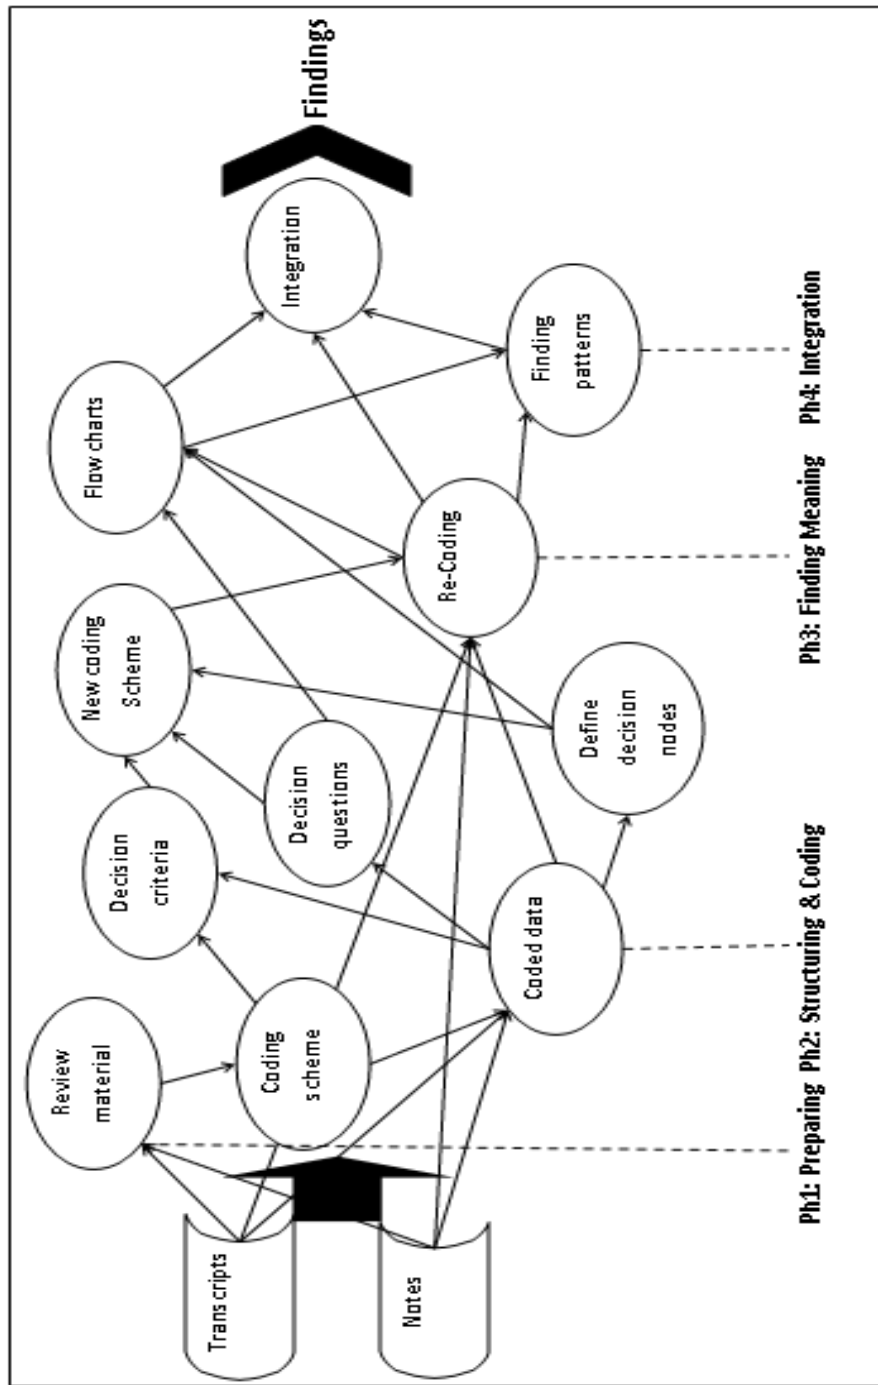 Transcripts
Notes
Review
material
Coding
scheme
Decision
criteria
Coded data
Decision
questions
New coding
Scheme
Define
decision
nodes
Flow charts
Re-Coding
Finding
patterns
Integration
Findings
Ph1: Preparing
Ph2: Structuring & Coding
Ph3: Finding Meaning
Ph4: Integration